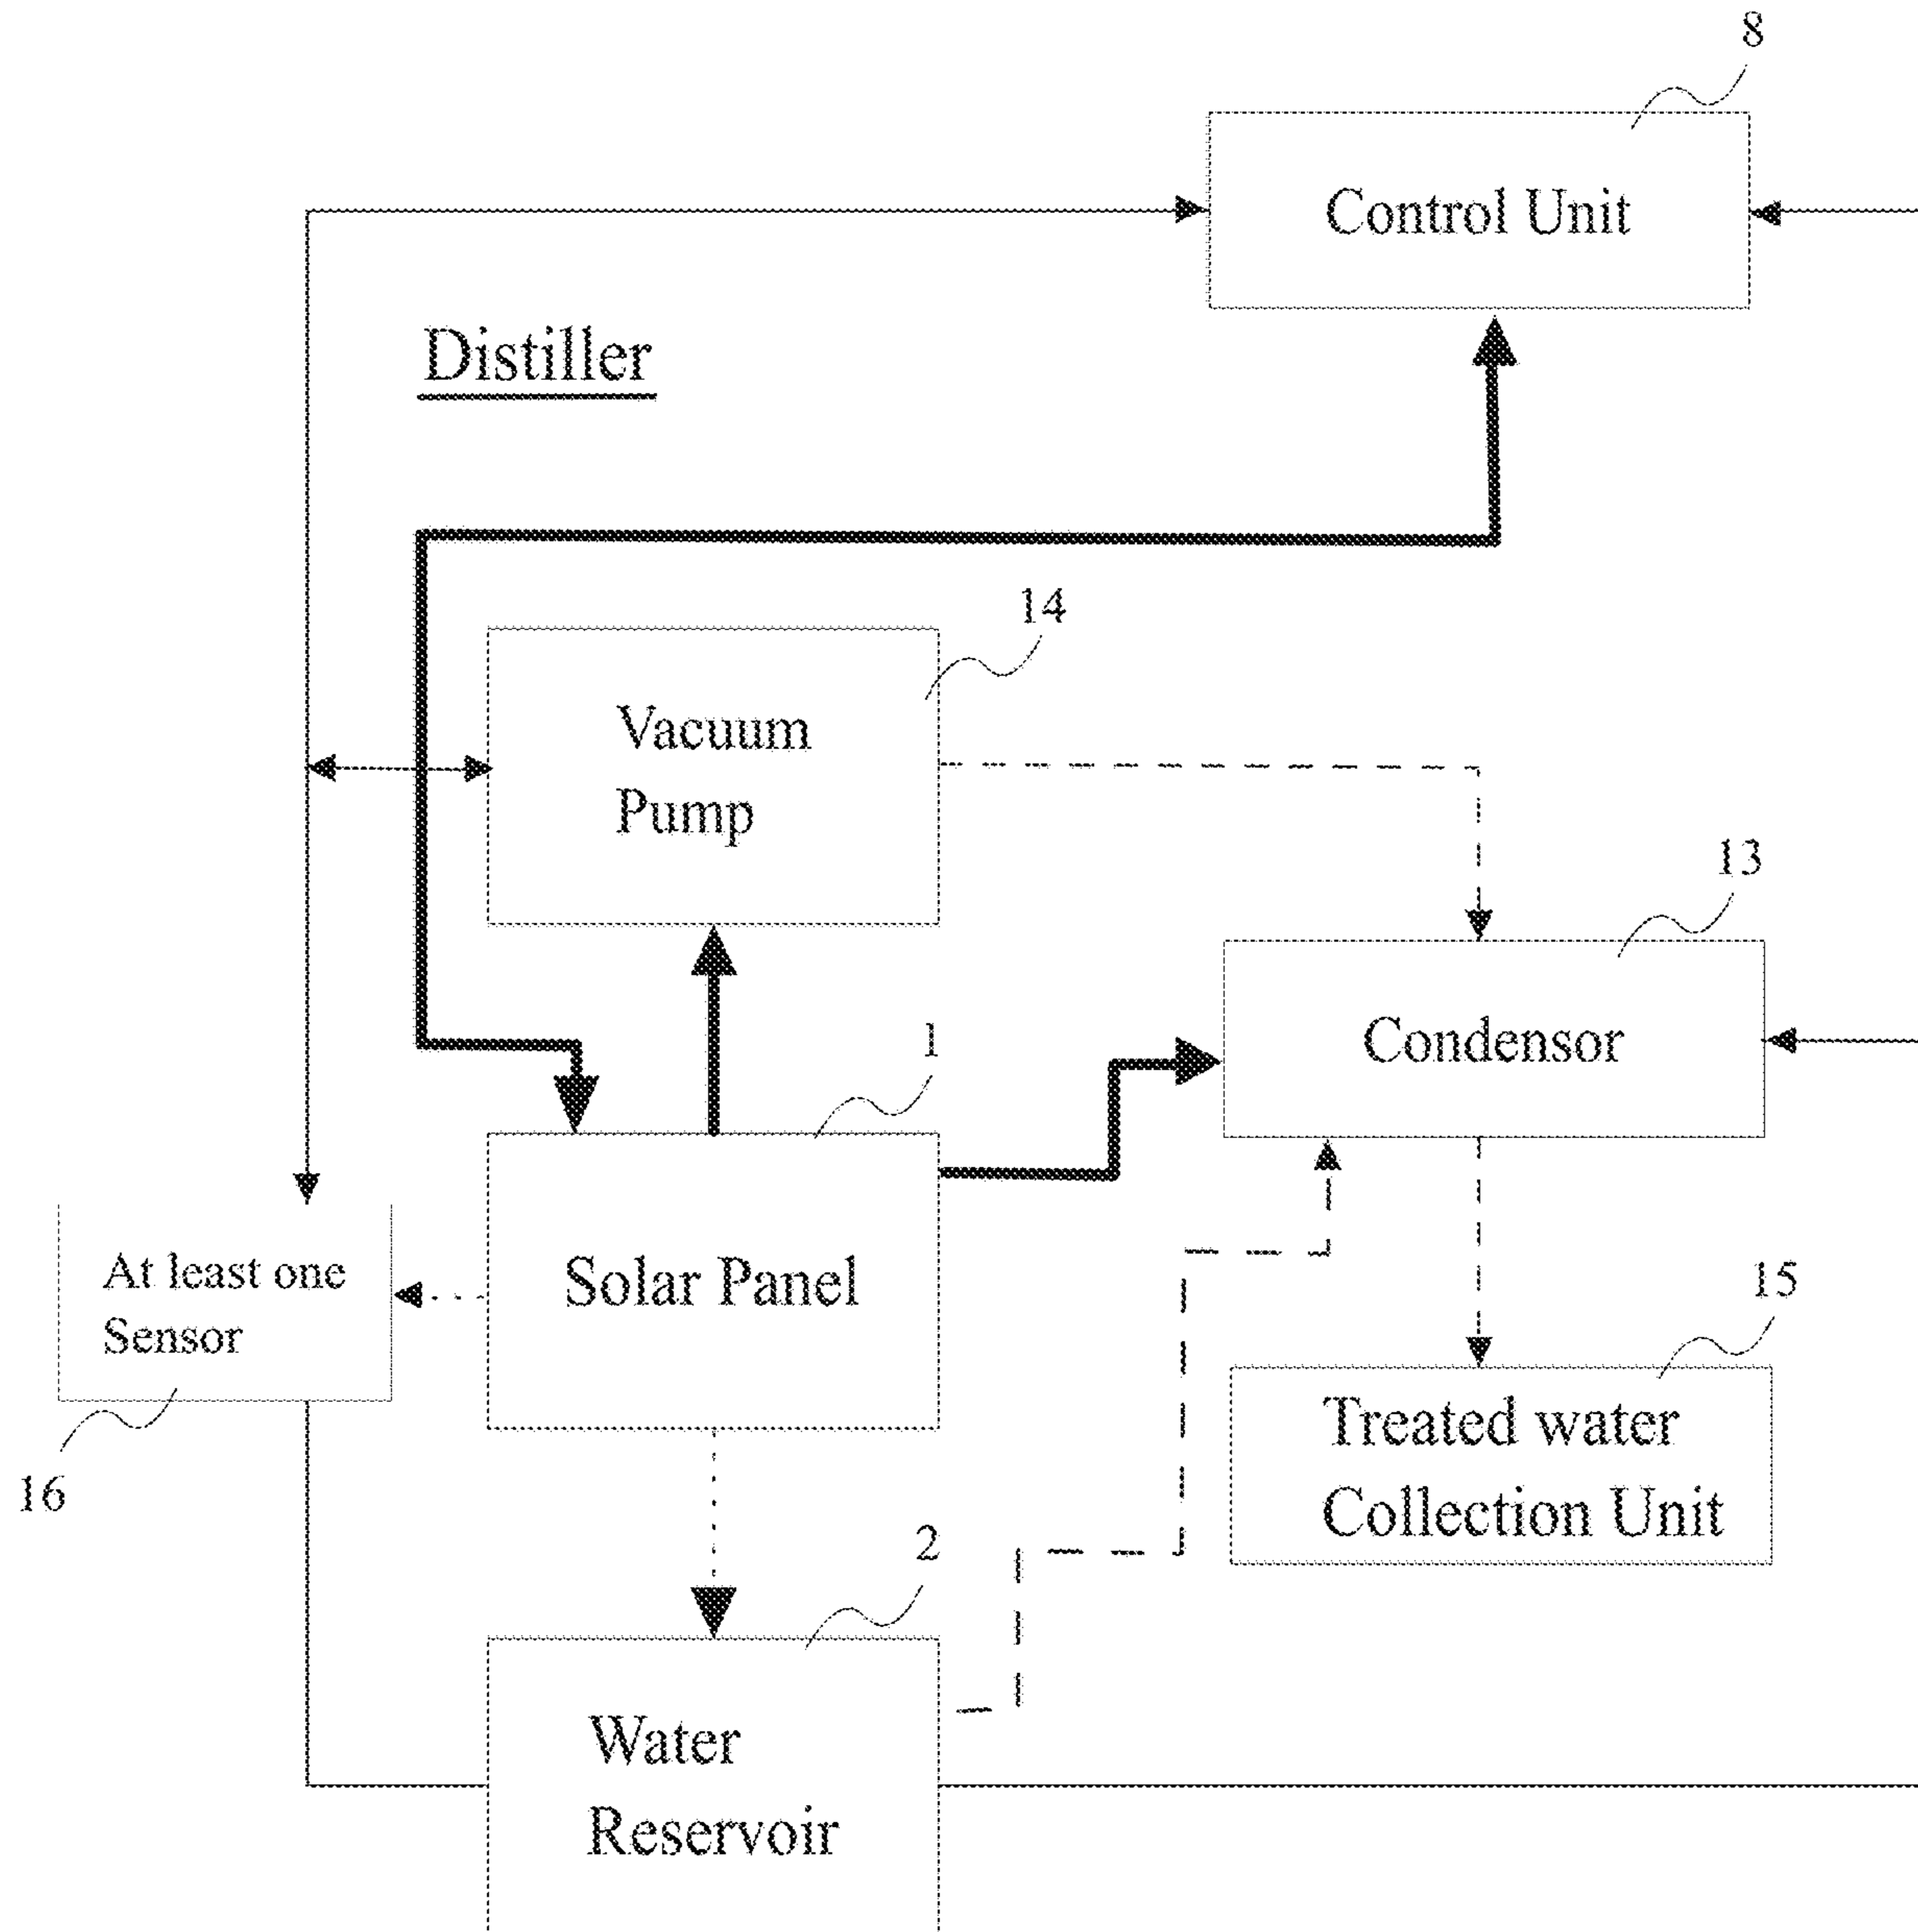 8
Control Unit
Distiller
14
Vacuum
Pump
13
Condensor
1
Solar Panel
At least one
Sensor
16
15
Treated water
Collection Unit
2
Water
Reservoir